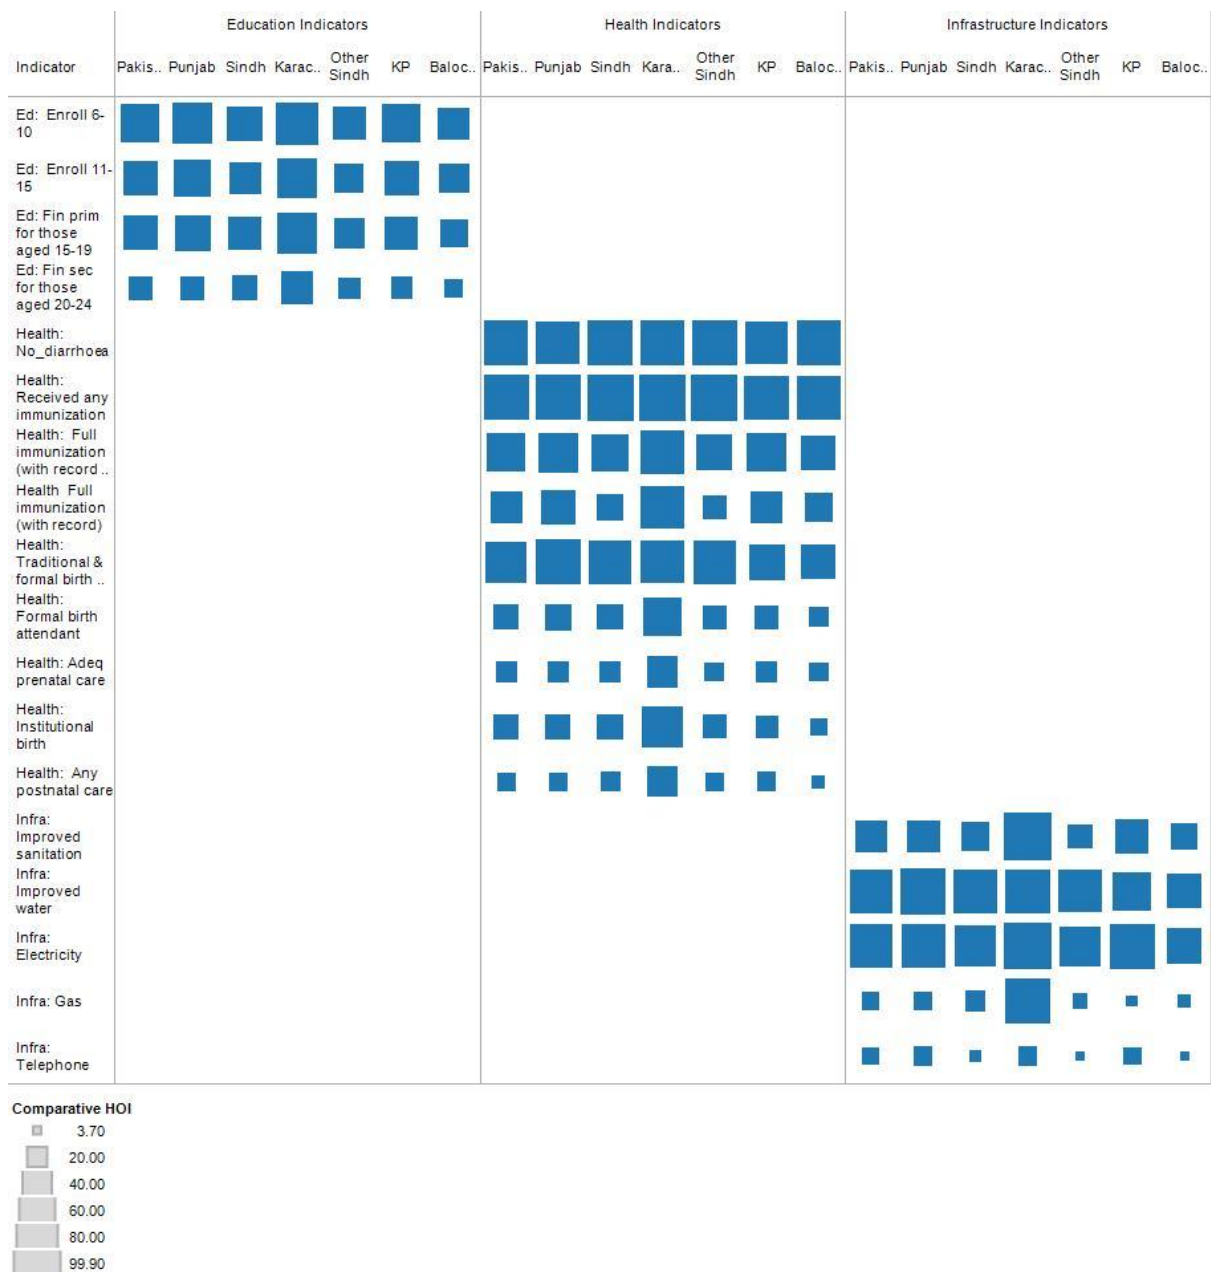 Education Indicators Health Indicators Infrastructure Indicators
Indicator Pakis.. Punjab Sindh Karac.. Other Sindh KP Baloc.. Pakis.. Punjab Sindh Kara.. Other Sindh KP Baloc.. Pakis.. Punjab Sindh Karac.. Other Sindh KP Baloc..
Ed: Enroll 6-
10
Ed: Enroll 11-
15
Ed: Fin prim
for those
aged 15-19
Ed: Fin sec
for those
aged 20-24
Health:
No_diarrhoea
Health:
Received any
immunization
Health: Full
immunization
(with record ..
Health Full
immunization
(with record)
Health:
Traditional &
formal birth ..
Health:
Formal birth
attendant
Health: Adeq
prenatal care
Health:
Institutional
birth
Health: Any
postnatal care
Infra:
Improved
sanitation
Infra:
Improved
water
Infra:
Electricity
Infra: Gas
Infra:
Telephone
Comparative HOI
3.70
20.00
40.00
60.00
80.00
99.90